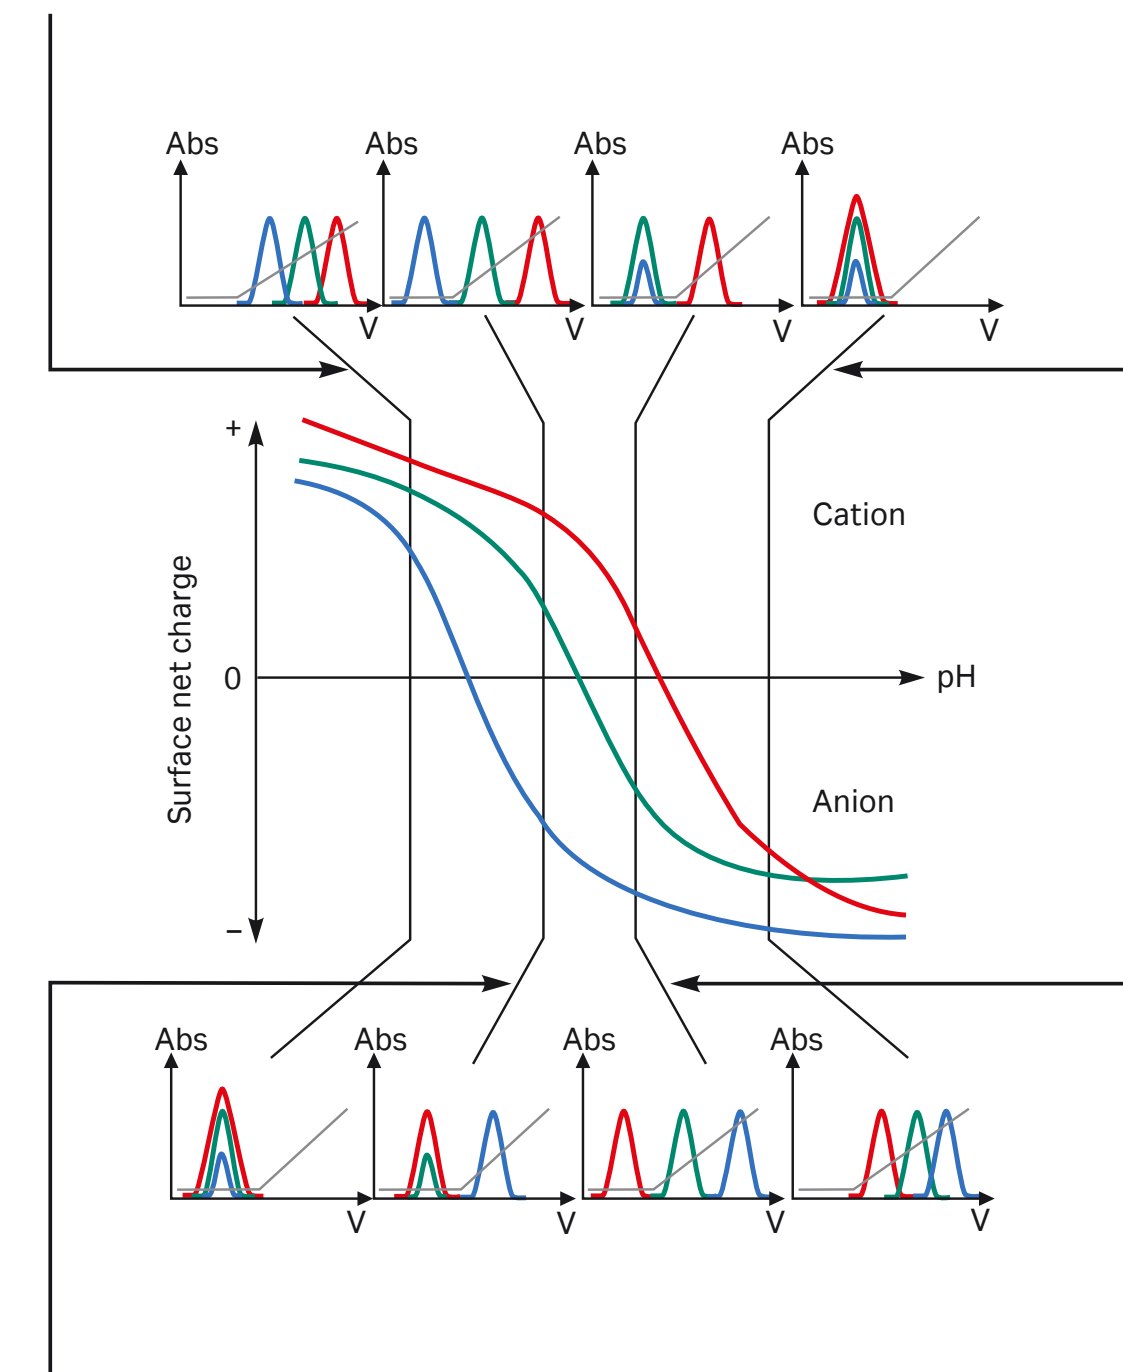 Abs
Abs
Abs
Abs
V
V
V
V
+
Cation
Surface net charge
0
pH
Anion
–
Abs
Abs
Abs
Abs
V
V
V
V